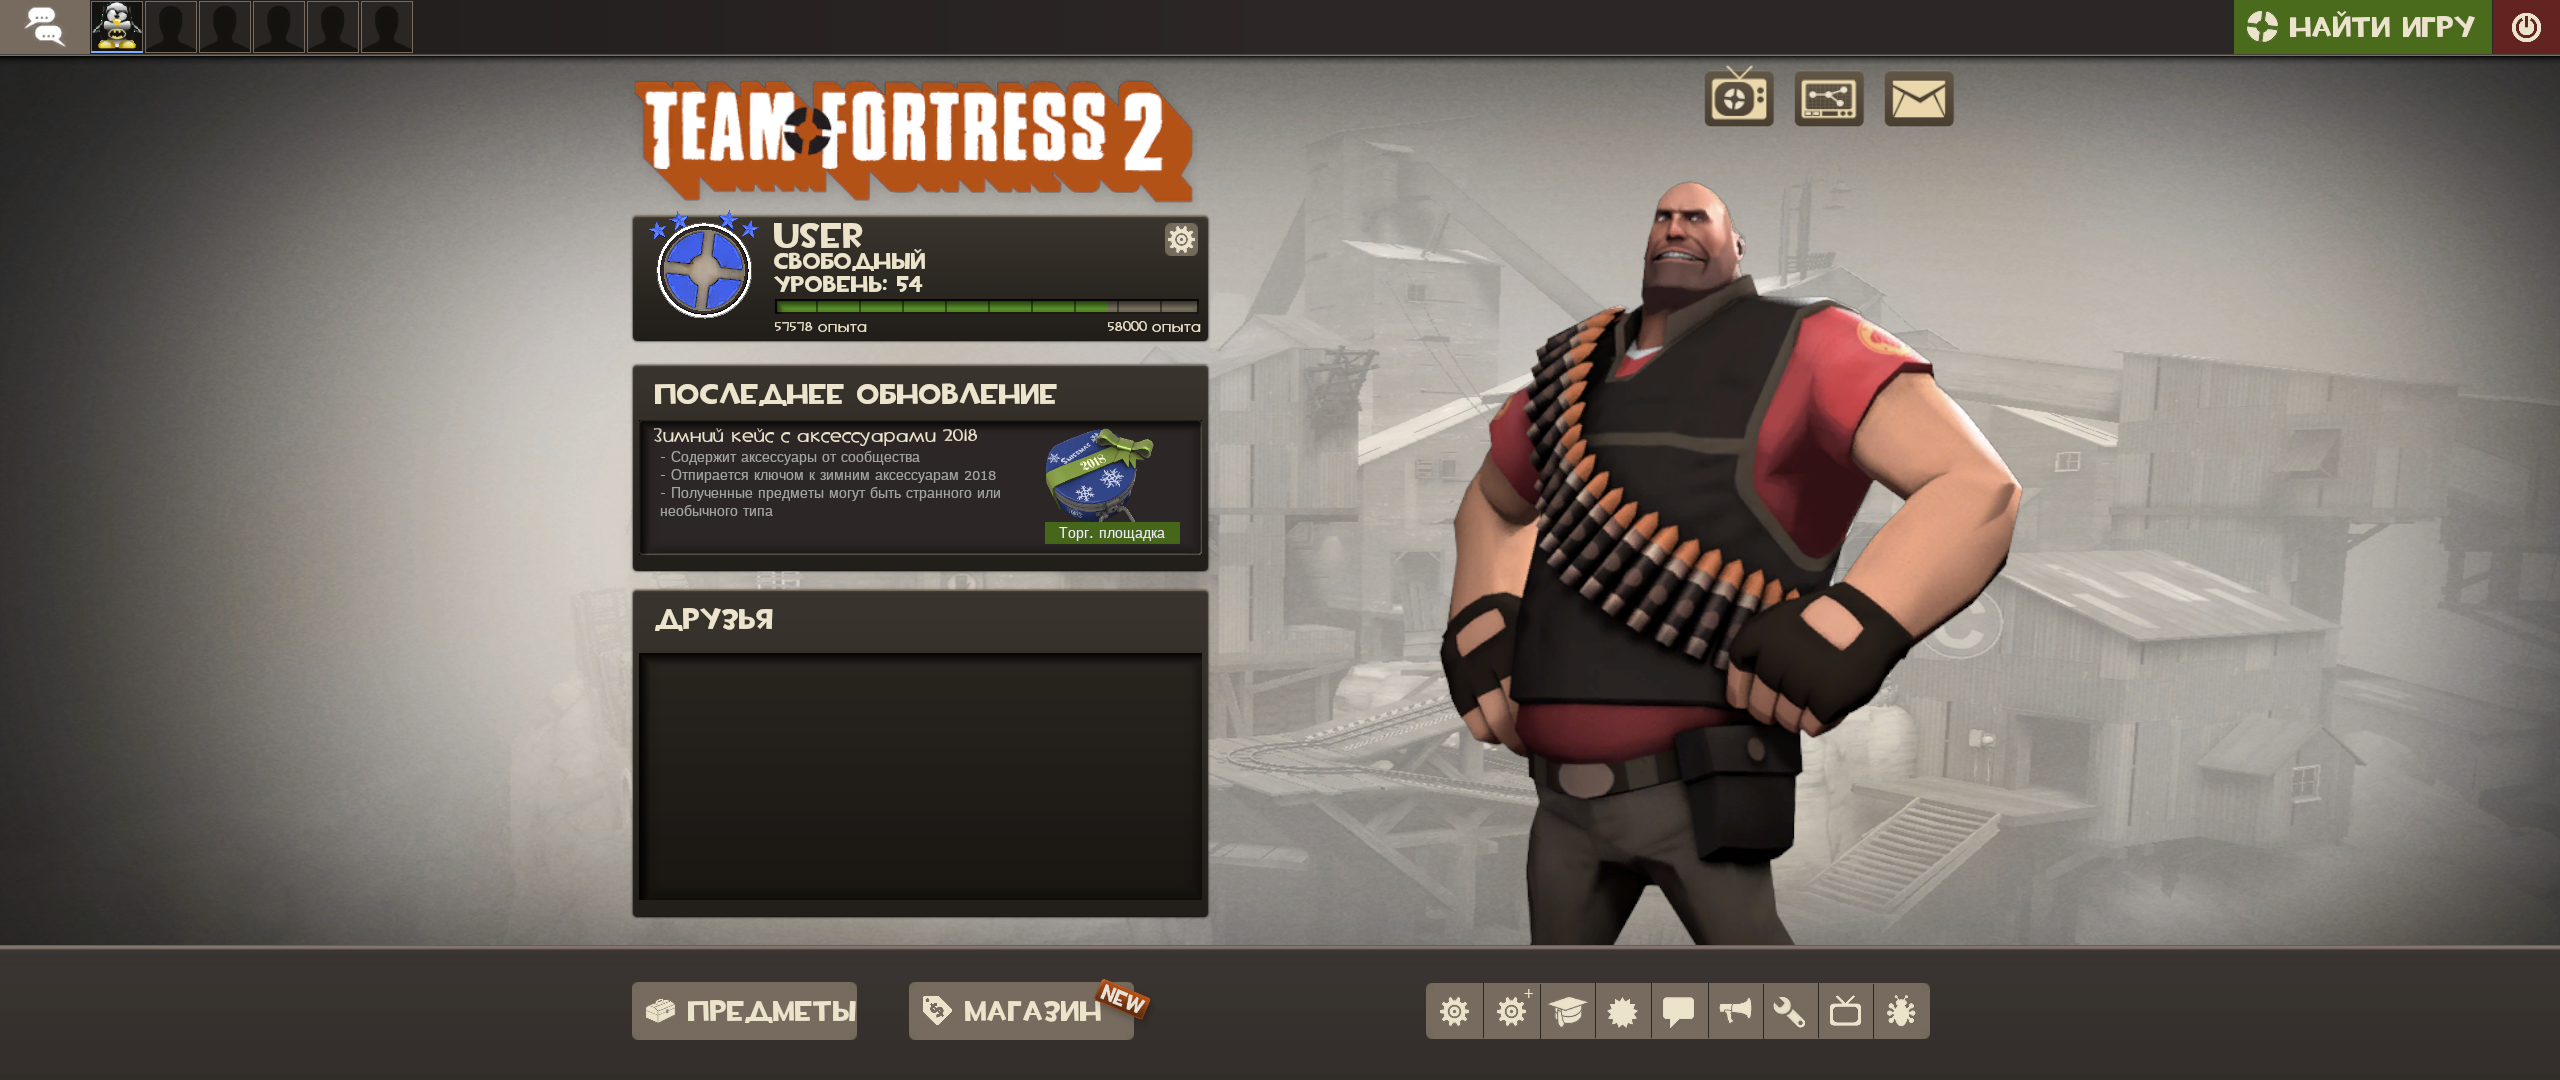 НАЙТИ ИГРУ
TEAM FORTRESS 2
USER
СВОБОДНЫЙ
УРОВЕНЬ: 54
57578 опыта
58000 опыта
ПОСЛЕДНЕЕ ОБНОВЛЕНИЕ
Зимний кейс с аксессуарами 2018
- Содержит аксессуары от сообщества
- Отпирается ключом к зимним аксессуарам 2018
- Полученные предметы могут быть странного или
необычного типа
SMISSMAS
2018
Торг. площадка
ДРУЗЬЯ
ПРЕДМЕТЫ
МАГАЗИН
NEW